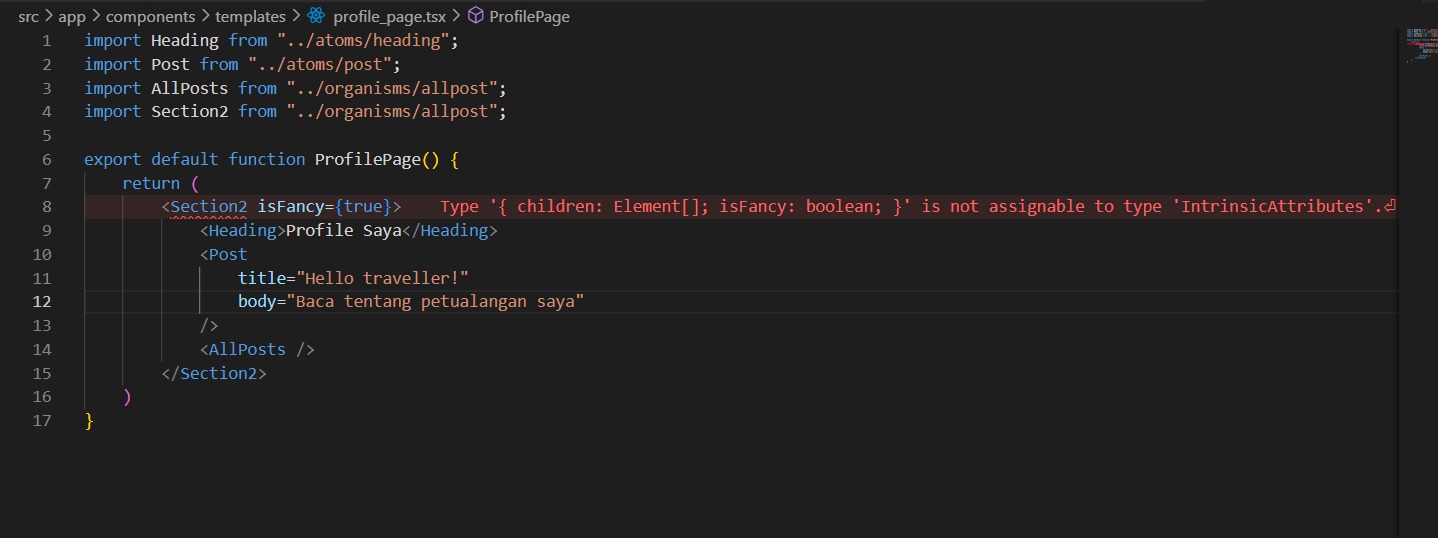 src > app > components > templates > profile_page.tsx > ProfilePage
1 import Heading from "../atoms/heading";
2 import Post from "../atoms/post";
3 import AllPosts from "../organisms/allpost";
4 import Section2 from "../organisms/allpost";
5
6 export default function ProfilePage() {
7 return (
8 <Section2 isFancy={true}> Type '{ children: Element[]; isFancy: boolean; }' is not assignable to type 'IntrinsicAttributes'.⏎
9 <Heading>Profile Saya</Heading>
10 <Post
11 title="Hello traveller!"
12 body="Baca tentang petualangan saya"
13 />
14 <AllPosts />
15 </Section2>
16 )
17 }